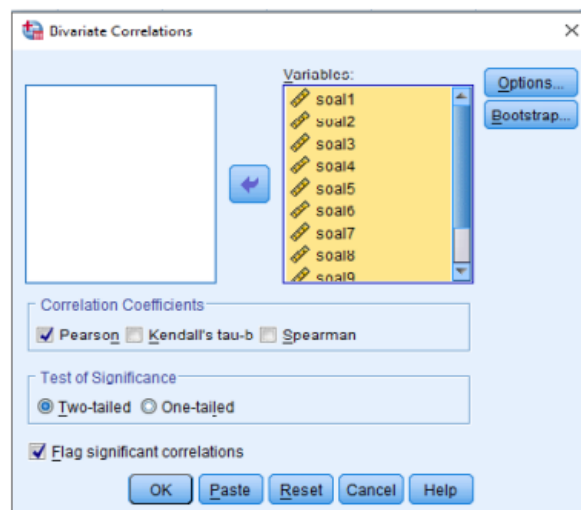 Bivariate Correlations
Variables:
soal1
soal2
soal3
soal4
soal5
soal6
soal7
soal8
soal9
Options...
Bootstrap...
Correlation Coefficients
Pearson Kendall's tau-b Spearman
Test of Significance
Two-tailed One-tailed
Flag significant correlations
OK Paste Reset Cancel Help